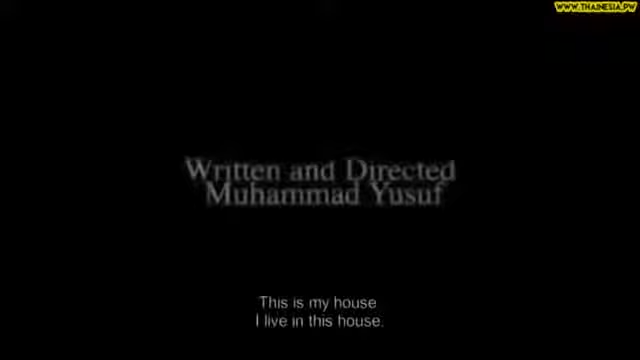 WWW.THAINESIA.PW
Written and Directed
Muhammad Yusuf
This is my house
I live in this house.